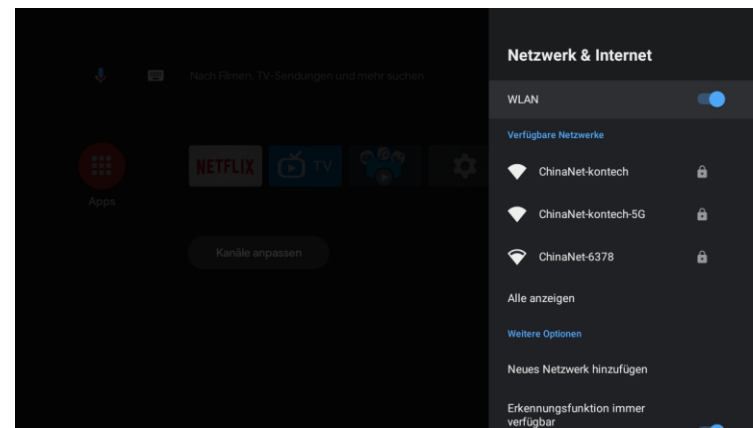 Netzwerk & Internet
WLAN
Nach Filmen, TV-Sendungen und mehr suchen
Verfügbare Netzwerke
NETFLIX
TV
ChinaNet-kontech
Apps
ChinaNet-kontech-5G
Kanäle anpassen
ChinaNet-6378
Alle anzeigen
Weitere Optionen
Neues Netzwerk hinzufügen
Erkennungsfunktion immer
verfügbar